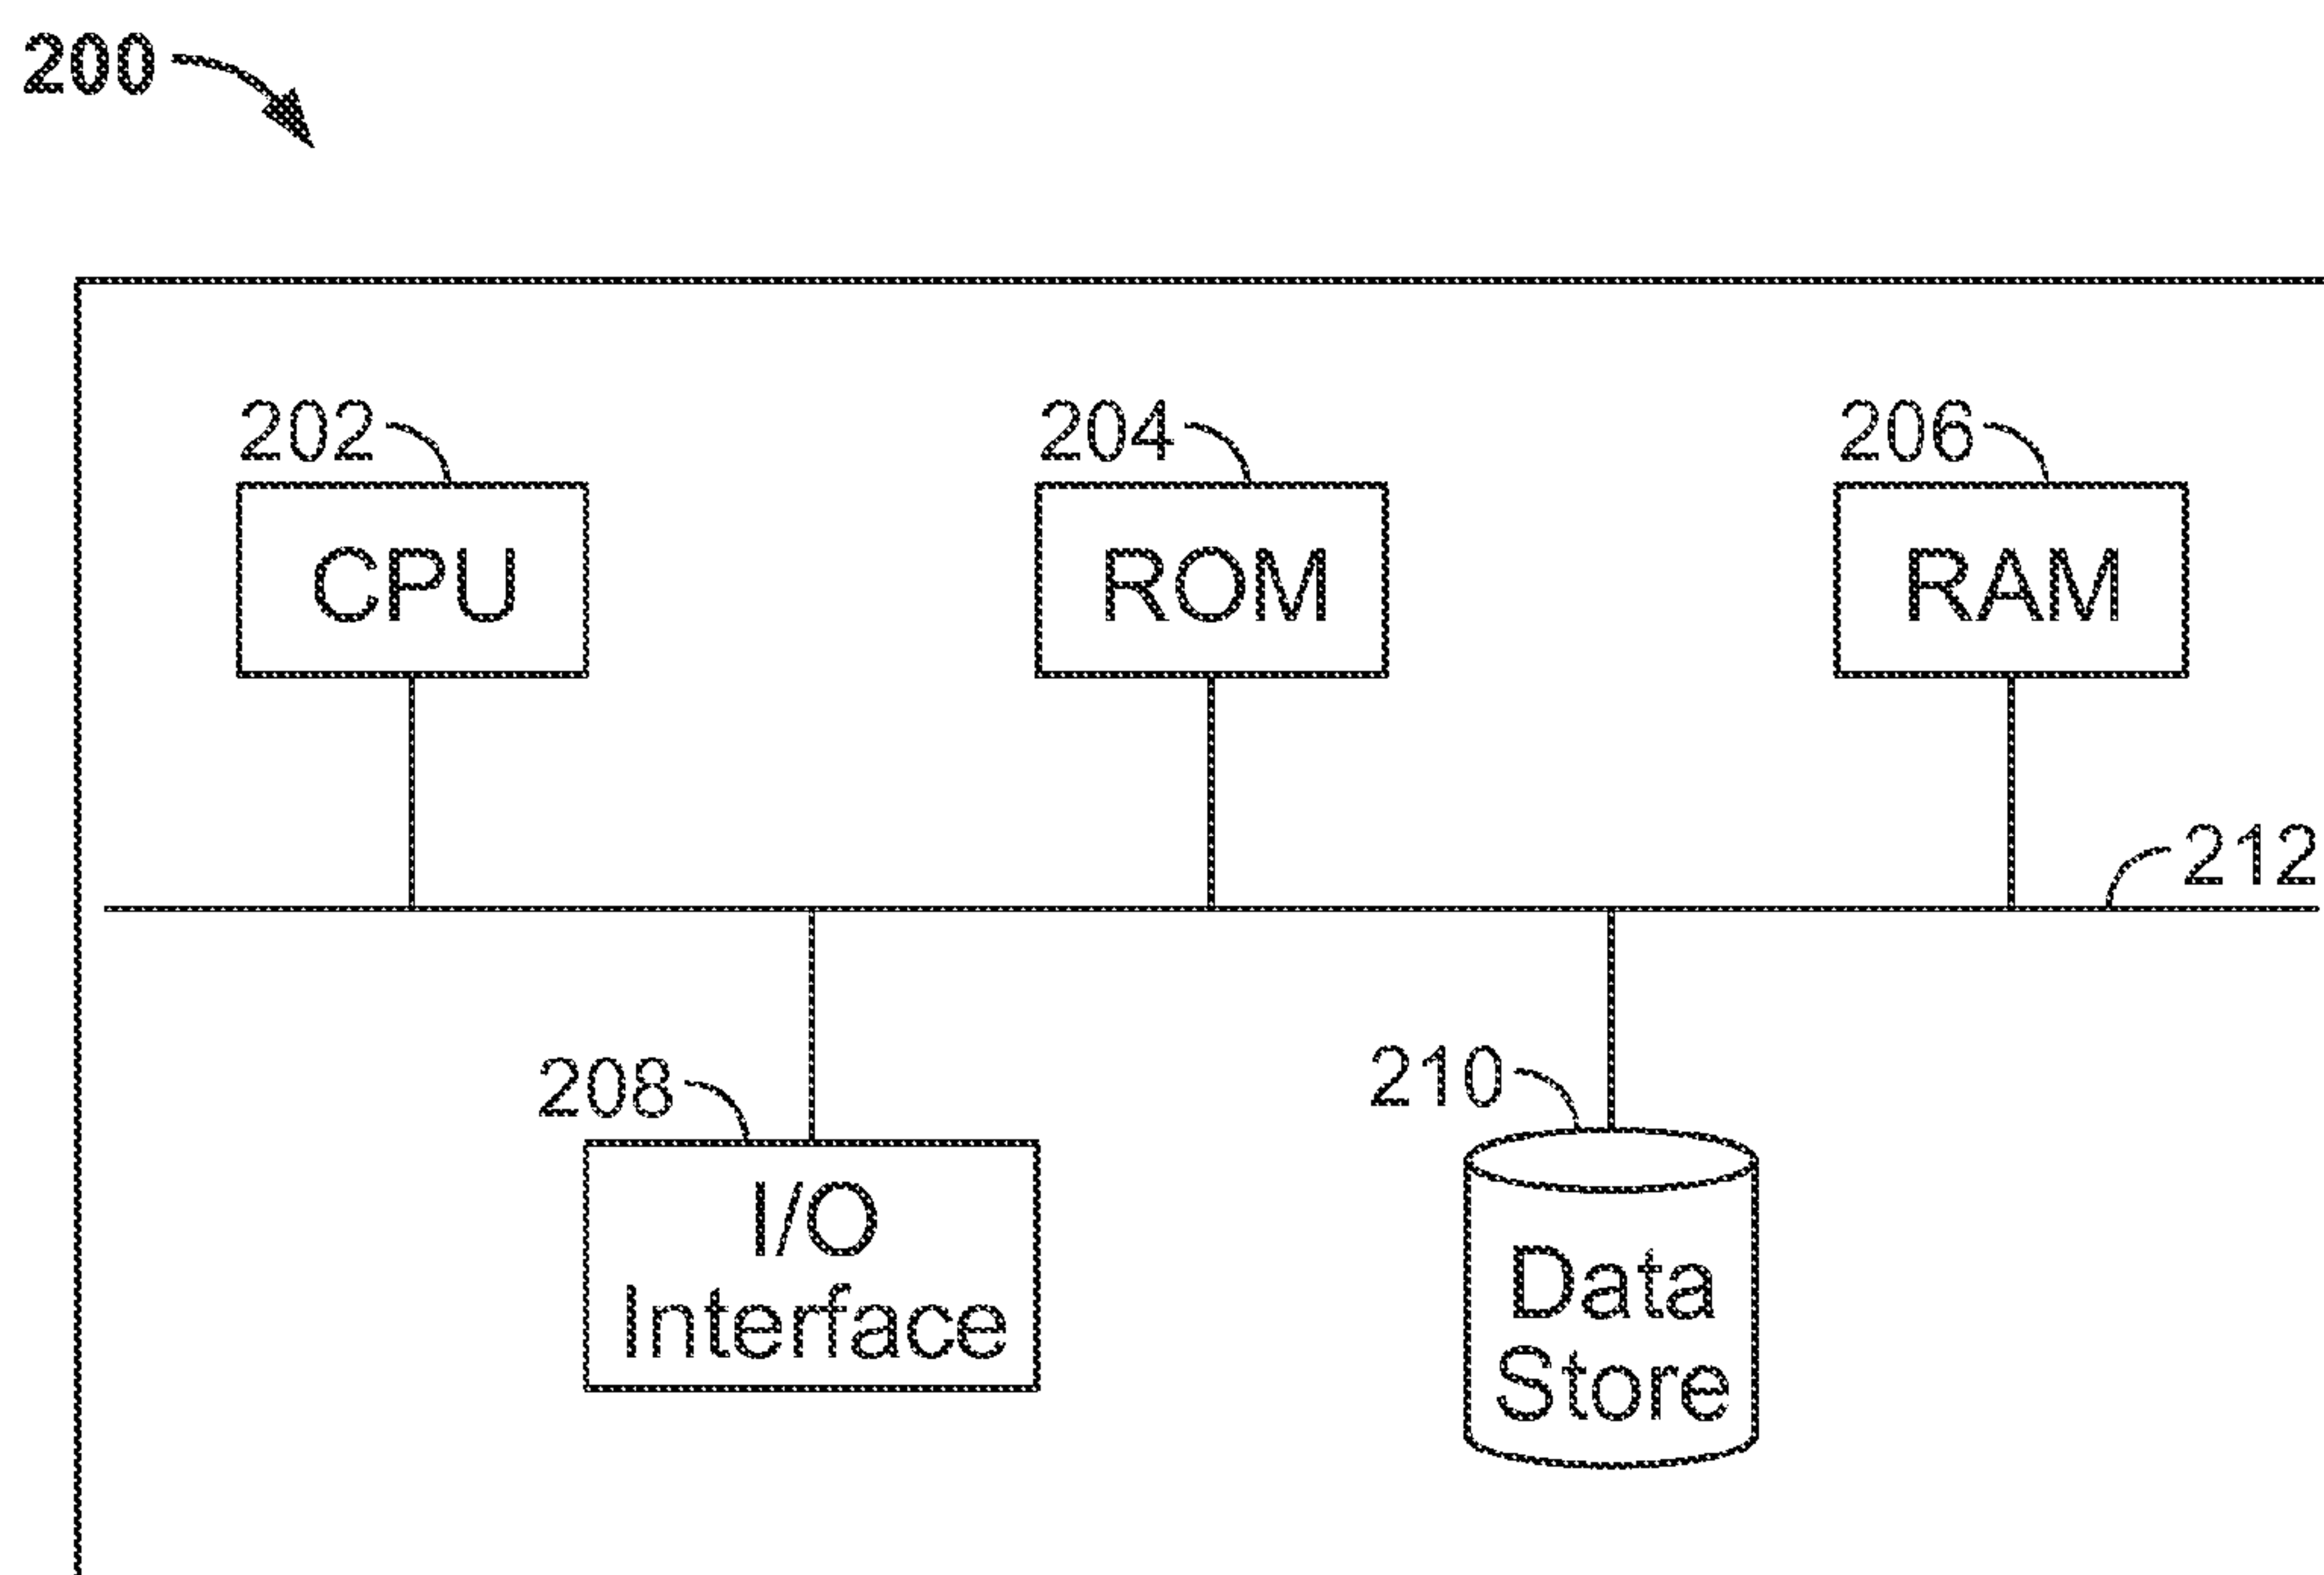 200
202
204
206
CPU
ROM
RAM
212
208
210
I/O
Interface
Data
Store